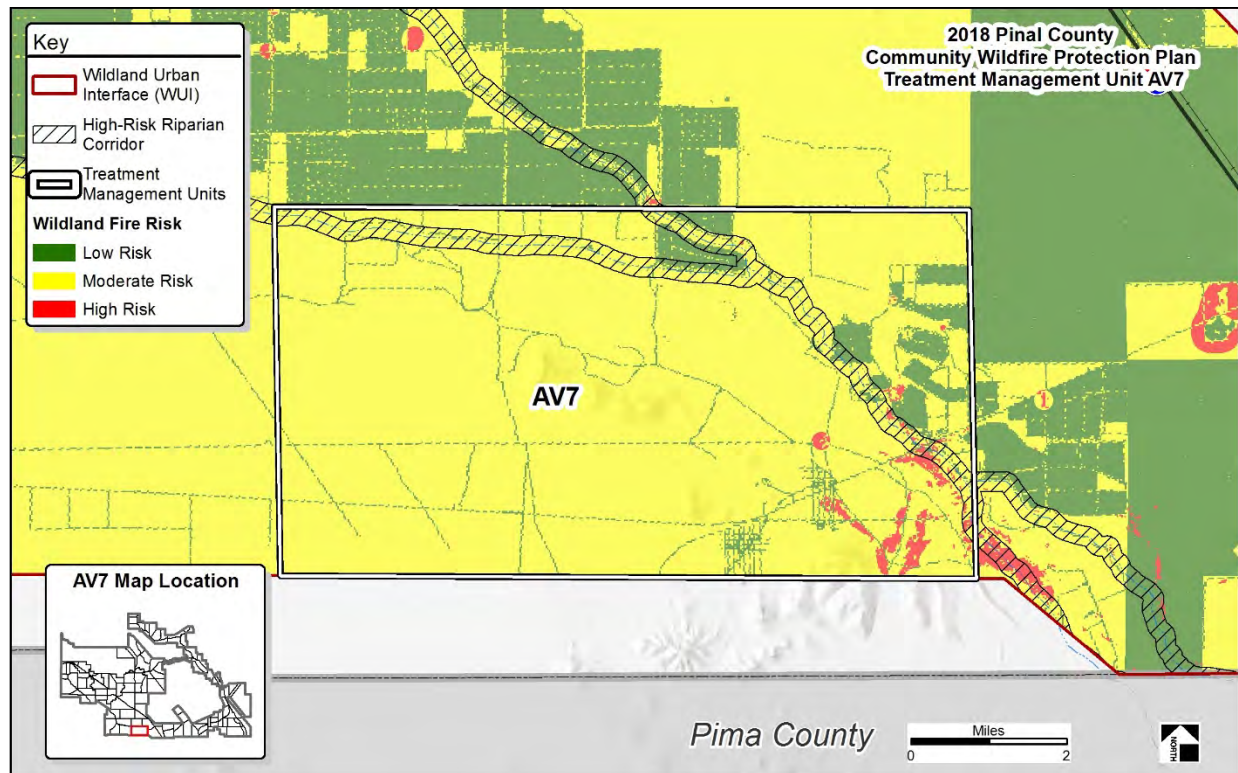 Key
Wildland Urban
Interface (WUI)
High-Risk Riparian
Corridor
Treatment
Management Units
Wildland Fire Risk
Low Risk
Moderate Risk
High Risk
2018 Pinal County
Community Wildfire Protection Plan
Treatment Management Unit AV7
AV7
AV7 Map Location
Pima County
Miles
0
2
NORTH